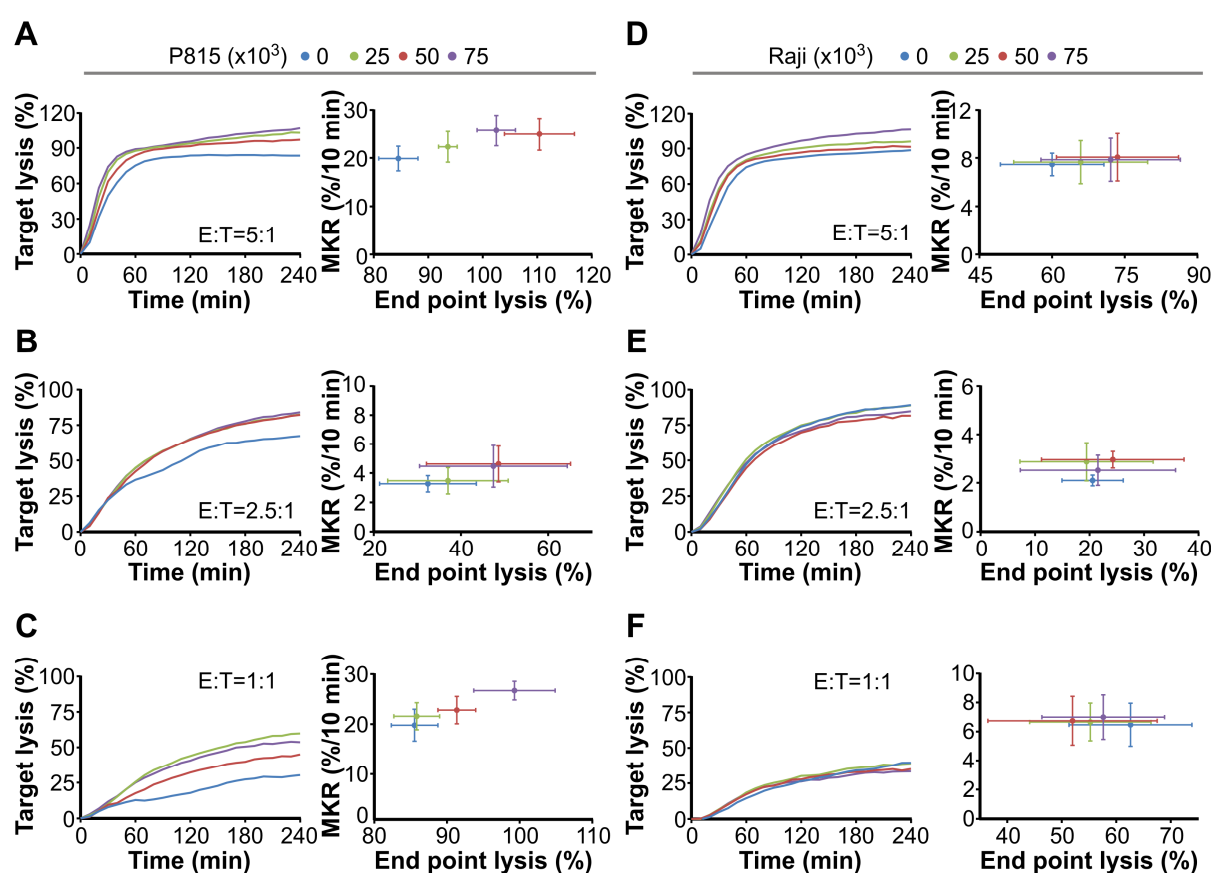 A
P815 (x10³) 0 25 50 75
Target lysis (%)
120
90
60
30
0
E:T=5:1
0 60 120 180 240
Time (min)
MKR (%/10 min)
30
20
10
0
80 90 100 110 120
End point lysis (%)
B
Target lysis (%)
100
75
50
25
0
E:T=2.5:1
0 60 120 180 240
Time (min)
MKR (%/10 min)
10
8
6
4
2
0
20 40 60
End point lysis (%)
C
Target lysis (%)
100
75
50
25
0
E:T=1:1
0 60 120 180 240
Time (min)
MKR (%/10 min)
30
20
10
0
80 90 100 110
End point lysis (%)
D
Raji (x10³) 0 25 50 75
Target lysis (%)
120
90
60
30
0
E:T=5:1
0 60 120 180 240
Time (min)
MKR (%/10 min)
12
8
4
0
45 60 75 90
End point lysis (%)
E
Target lysis (%)
100
75
50
25
0
E:T=2.5:1
0 60 120 180 240
Time (min)
MKR (%/10 min)
6
4
2
0
0 10 20 30 40
End point lysis (%)
F
Target lysis (%)
100
75
50
25
0
E:T=1:1
0 60 120 180 240
Time (min)
10
8
6
4
2
0
40 50 60 70
End point lysis (%)